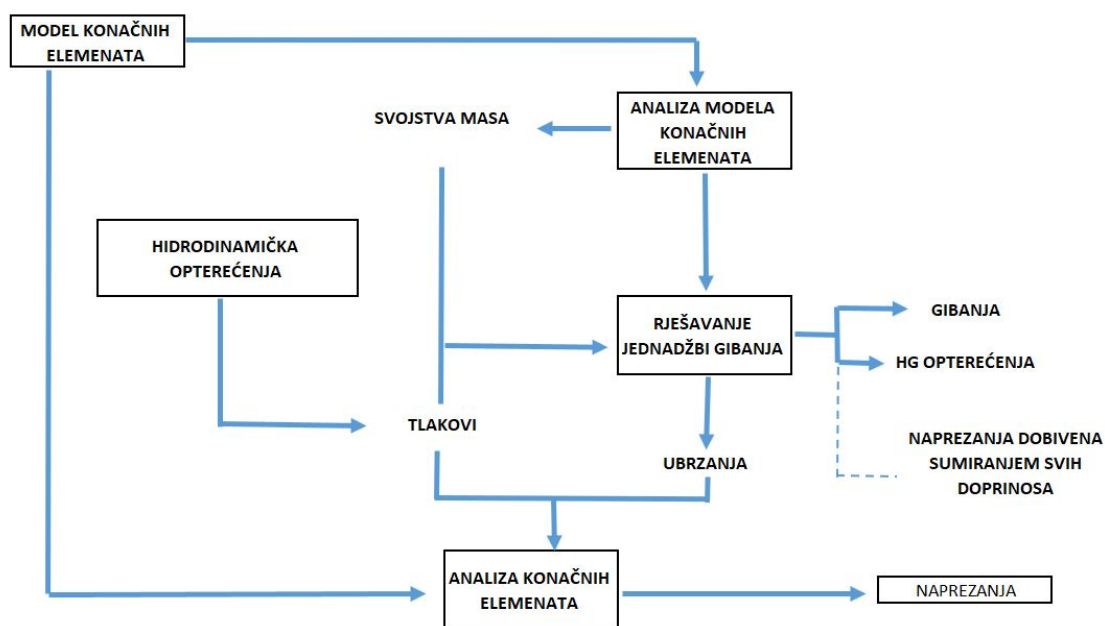 MODEL KONAČNIH
ELEMENATA
ANALIZA MODELA
KONAČNIH
ELEMENATA
SVOJSTVA MASA
HIDRODINAMIČKA
OPTEREĆENJA
RJEŠAVANJE
JEDNADŽBI GIBANJA
GIBANJA
HG OPTEREĆENJA
TLAKOVI
UBRZANJA
NAPREZANJA DOBIVENA
SUMIRANJEM SVIH
DOPRINOSA
ANALIZA KONAČNIH
ELEMENATA
NAPREZANJA